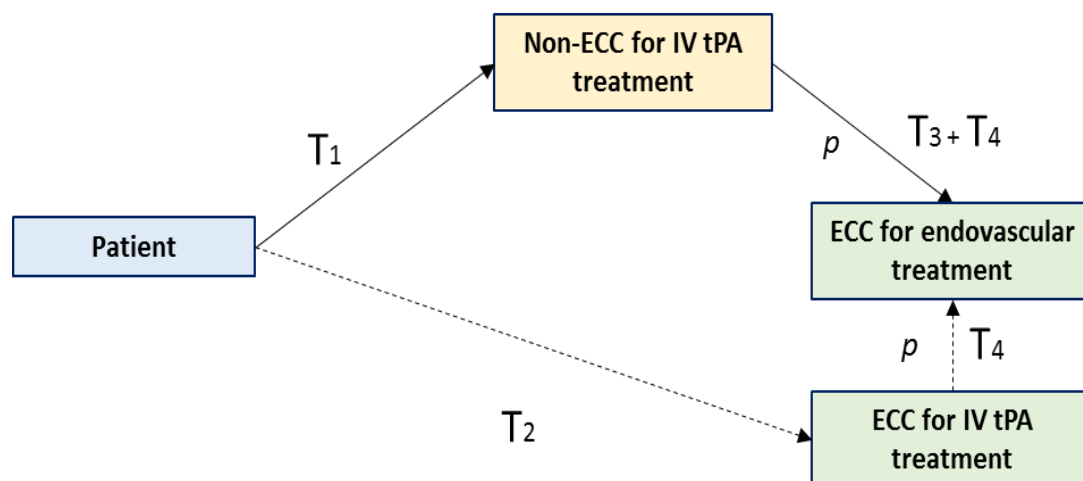 Non-ECC for IV tPA
treatment
T1
p
T3 + T4
Patient
ECC for endovascular
treatment
p
T4
T2
ECC for IV tPA
treatment